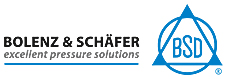 BOLENZ & SCHÄFER
excellent pressure solutions
BSD
®